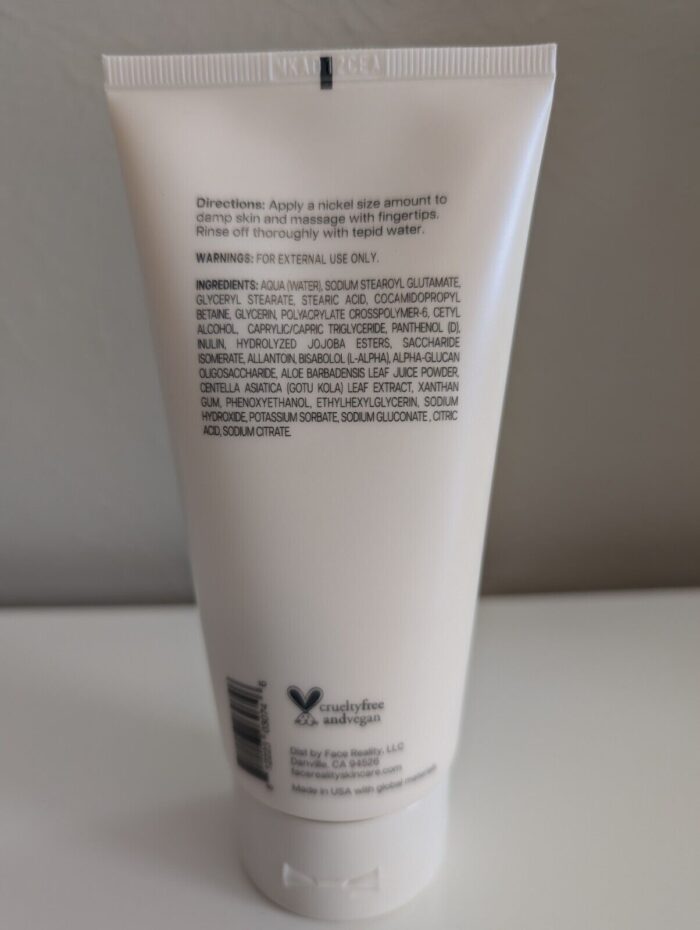 Directions: Apply a nickel size amount to
damp skin and massage with fingertips.
Rinse off thoroughly with tepid water.
WARNINGS: FOR EXTERNAL USE ONLY.
INGREDIENTS: AQUA (WATER), SODIUM STEAROYL GLUTAMATE,
GLYCERYL STEARATE, STEARIC ACID, COCAMIDOPROPYL
BETAINE, GLYCERIN, POLYACRYLATE CROSSPOLYMER-6, CETYL
ALCOHOL, CAPRYLIC/CAPRIC TRIGLYCERIDE, PANTHENOL (D),
INULIN, HYDROLYZED JOJOBA ESTERS, SACCHARIDE
ISOMERATE, ALLANTOIN, BISABOLOL (L-ALPHA), ALPHA-GLUCAN
OLIGOSACCHARIDE, ALOE BARBADENSIS LEAF JUICE POWDER,
CENTELLA ASIATICA (GOTU KOLA) LEAF EXTRACT, XANTHAN
GUM, PHENOXYETHANOL, ETHYLHEXYLGLYCERIN, SODIUM
HYDROXIDE, POTASSIUM SORBATE, SODIUM GLUCONATE , CITRIC
ACID, SODIUM CITRATE.
crueltyfree
andvegan
Dist by Face Reality, LLC
Danville, CA 94526
facerealityskincare.com
Made in USA with global materials